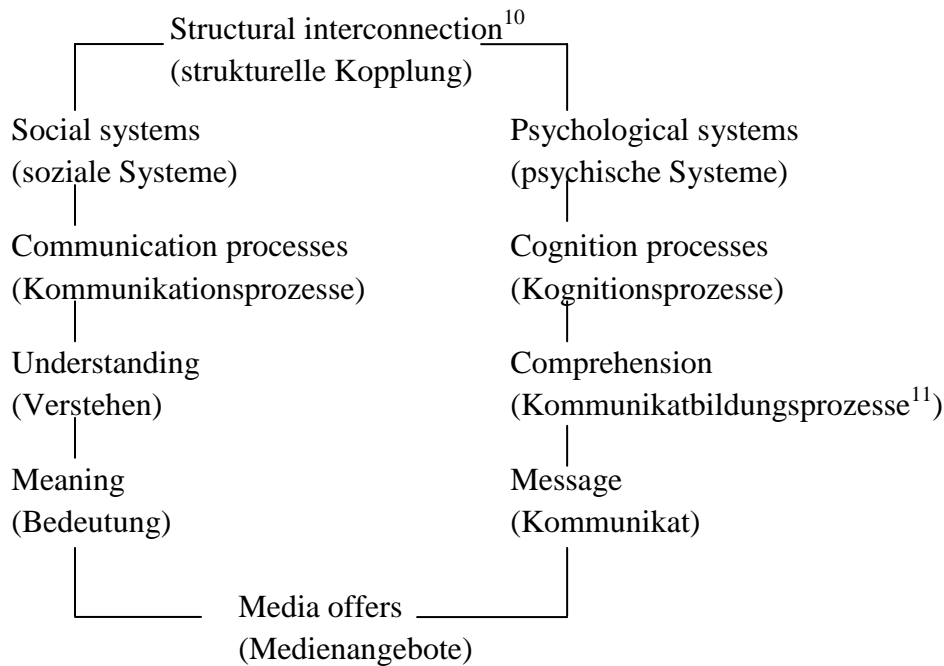 Structural interconnection10
(strukturelle Kopplung)
Social systems
(soziale Systeme)
Psychological systems
(psychische Systeme)
Communication processes
(Kommunikationsprozesse)
Cognition processes
(Kognitionsprozesse)
Understanding
(Verstehen)
Comprehension
(Kommunikatbildungsprozesse11)
Meaning
(Bedeutung)
Message
(Kommunikat)
Media offers
(Medienangebote)